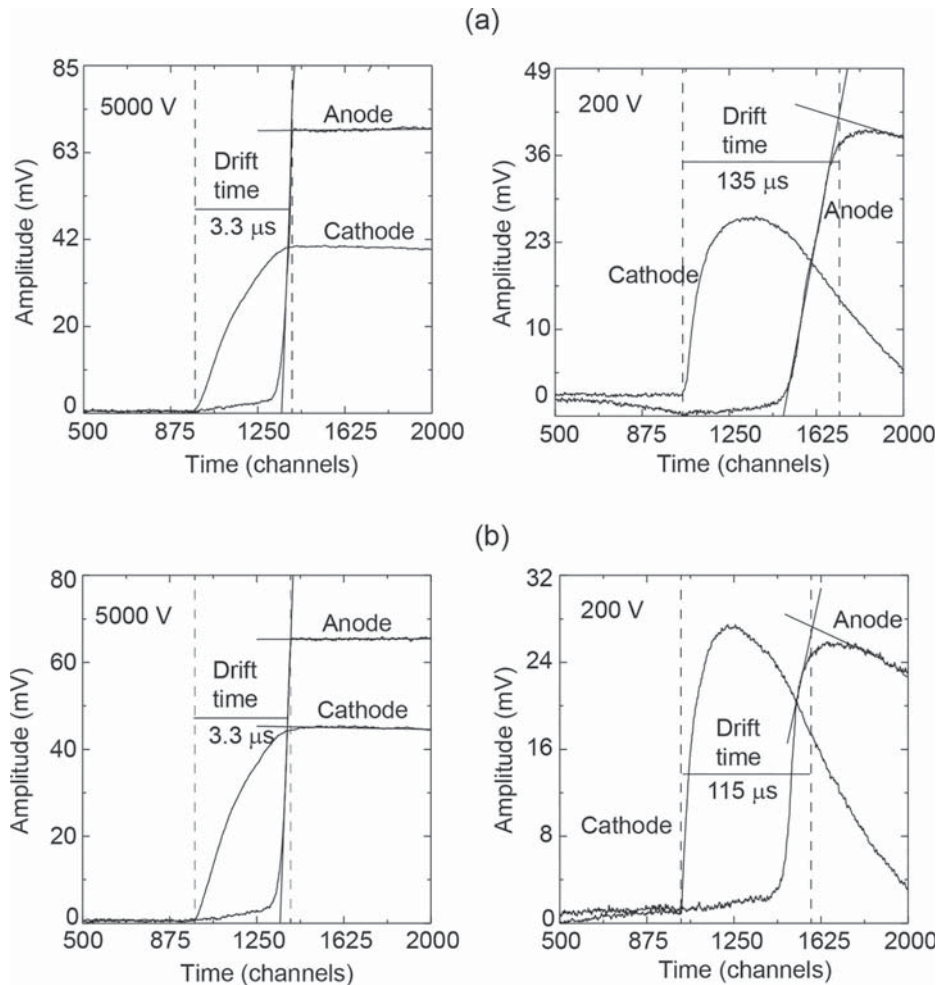 (a)
85
63
42
20
0
Amplitude (mV)
5000 V
Anode
Drift
time
3.3 µs
Cathode
500 875 1250 1625 2000
Time (channels)
49
36
23
10
0
Amplitude (mV)
200 V
Drift
time
135 µs
Anode
Cathode
500 875 1250 1625 2000
Time (channels)
(b)
80
60
40
20
0
Amplitude (mV)
5000 V
Anode
Drift
time
3.3 µs
Cathode
500 875 1250 1625 2000
Time (channels)
32
24
16
8
0
Amplitude (mV)
200 V
Anode
Drift
time
115 µs
Cathode
500 875 1250 1625 2000
Time (channels)